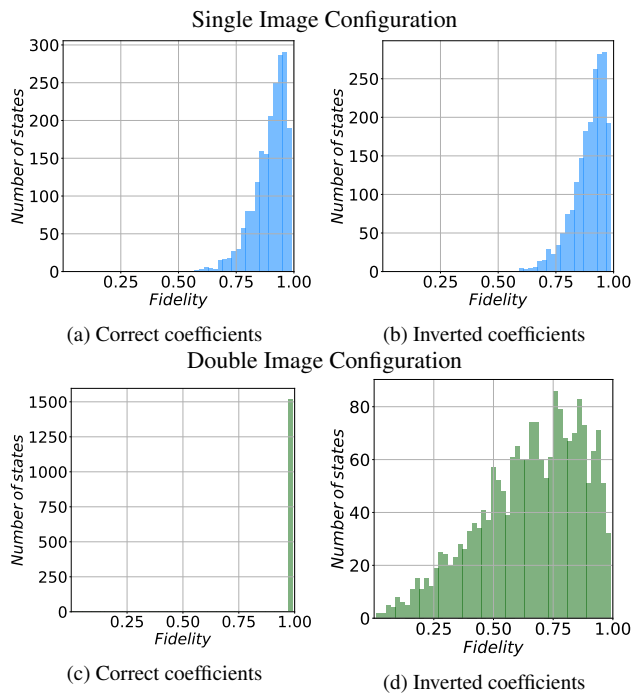 Single Image Configuration
300
250
200
150
100
50
0
Number of states
0.25 0.50 0.75 1.00
Fidelity
(a) Correct coefficients
250
200
150
100
50
0
Number of states
0.25 0.50 0.75 1.00
Fidelity
(b) Inverted coefficients
Double Image Configuration
1500
1250
1000
750
500
250
0
Number of states
0.25 0.50 0.75 1.00
Fidelity
(c) Correct coefficients
80
60
40
20
0
Number of states
0.25 0.50 0.75 1.00
Fidelity
(d) Inverted coefficients